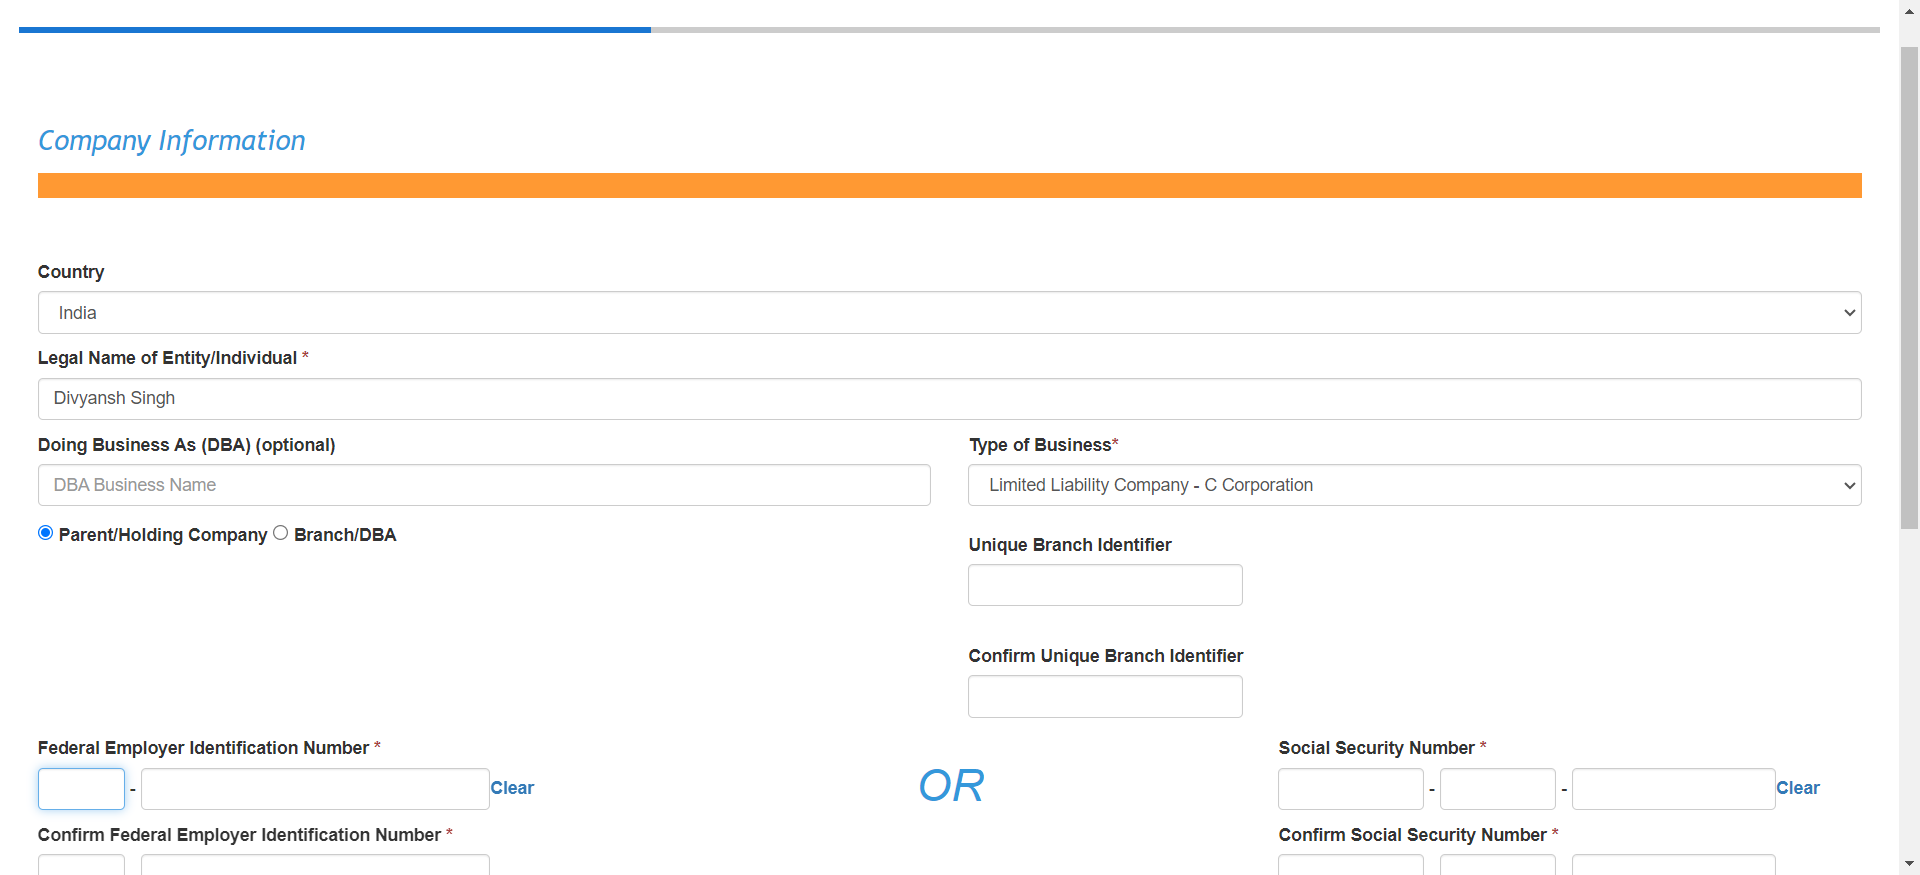 Company Information
Country
India
Legal Name of Entity/Individual *
Divyansh Singh
Doing Business As (DBA) (optional)
Type of Business*
DBA Business Name
Limited Liability Company - C Corporation
Parent/Holding Company Branch/DBA
Unique Branch Identifier
Confirm Unique Branch Identifier
Federal Employer Identification Number *
Social Security Number *
- Clear
OR
- - Clear
Confirm Federal Employer Identification Number *
Confirm Social Security Number *